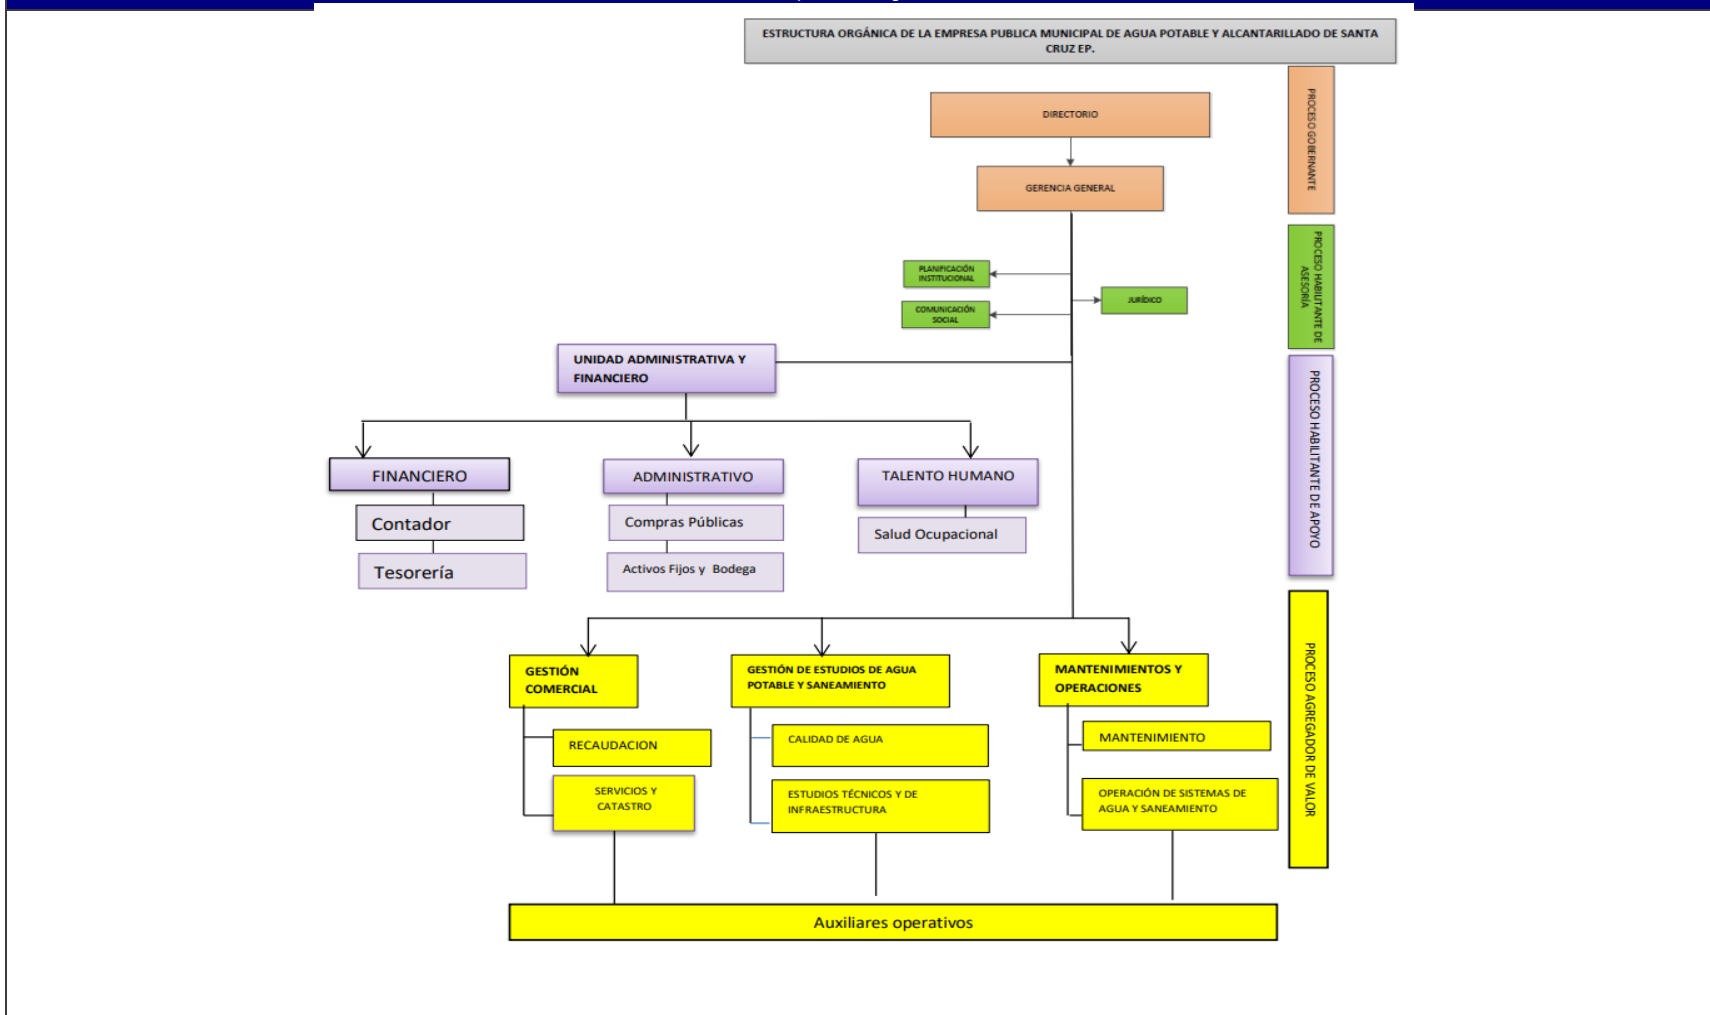 ESTRUCTURA ORGÁNICA DE LA EMPRESA PUBLICA MUNICIPAL DE AGUA POTABLE Y ALCANTARILLADO DE SANTA
CRUZ EP.
PROCESO GOBERNANTE
DIRECTORIO
GERENCIA GENERAL
PROCESO HABILITANTE DE
ASESORÍA
PLANIFICACIÓN
INSTITUCIONAL
JURÍDICO
COMUNICACIÓN
SOCIAL
UNIDAD ADMINISTRATIVA Y
FINANCIERO
PROCESO HABILITANTE DE APOYO
FINANCIERO
ADMINISTRATIVO
TALENTO HUMANO
Contador
Compras Públicas
Salud Ocupacional
Tesorería
Activos Fijos y Bodega
PROCESO AGREGADOR DE VALOR
GESTIÓN
COMERCIAL
GESTIÓN DE ESTUDIOS DE AGUA
POTABLE Y SANEAMIENTO
MANTENIMIENTOS Y
OPERACIONES
RECAUDACION
CALIDAD DE AGUA
MANTENIMIENTO
SERVICIOS Y
CATASTRO
ESTUDIOS TÉCNICOS Y DE
INFRAESTRUCTURA
OPERACIÓN DE SISTEMAS DE
AGUA Y SANEAMIENTO
Auxiliares operativos